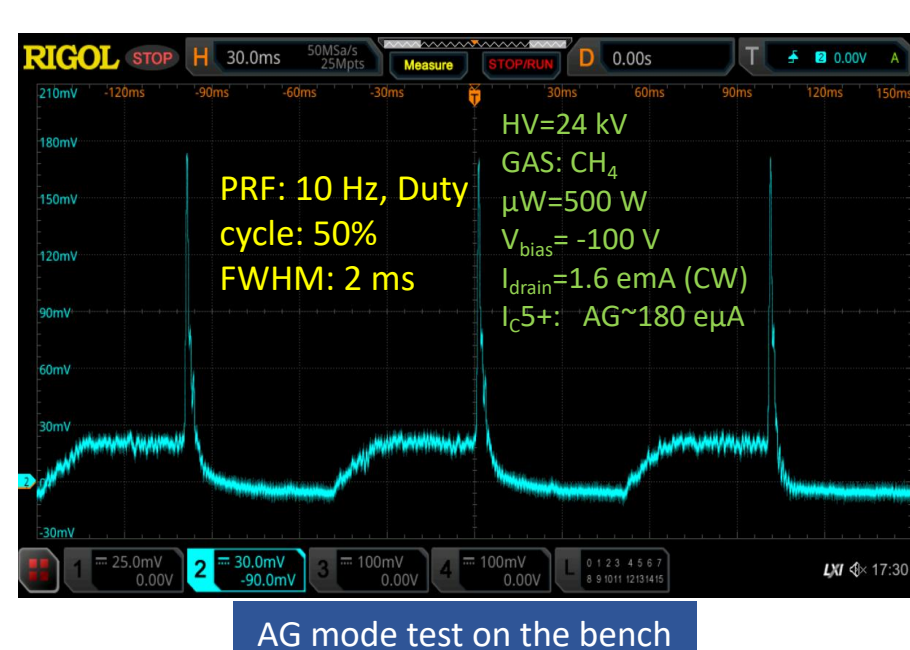 RIGOL STOP H 30.0ms 50MSa/s 25Mpts Measure STOP/RUN D 0.00s T 2 0.00V A
210mV -120ms -90ms -60ms -30ms T 30ms 60ms 90ms 120ms 150ms
180mV
150mV
120mV
90mV
60mV
30mV
2
-30mV
PRF: 10 Hz, Duty
cycle: 50%
FWHM: 2 ms
HV=24 kV
GAS: CH₄
μW=500 W
V_bias= -100 V
I_drain=1.6 emA (CW)
I_C5+: AG~180 eμA
1 25.0mV 0.00V 2 30.0mV -90.0mV 3 100mV 0.00V 4 100mV 0.00V L 0 1 2 3 4 5 6 7 8 9 10 11 12 13 14 15 LXI 17:30
AG mode test on the bench